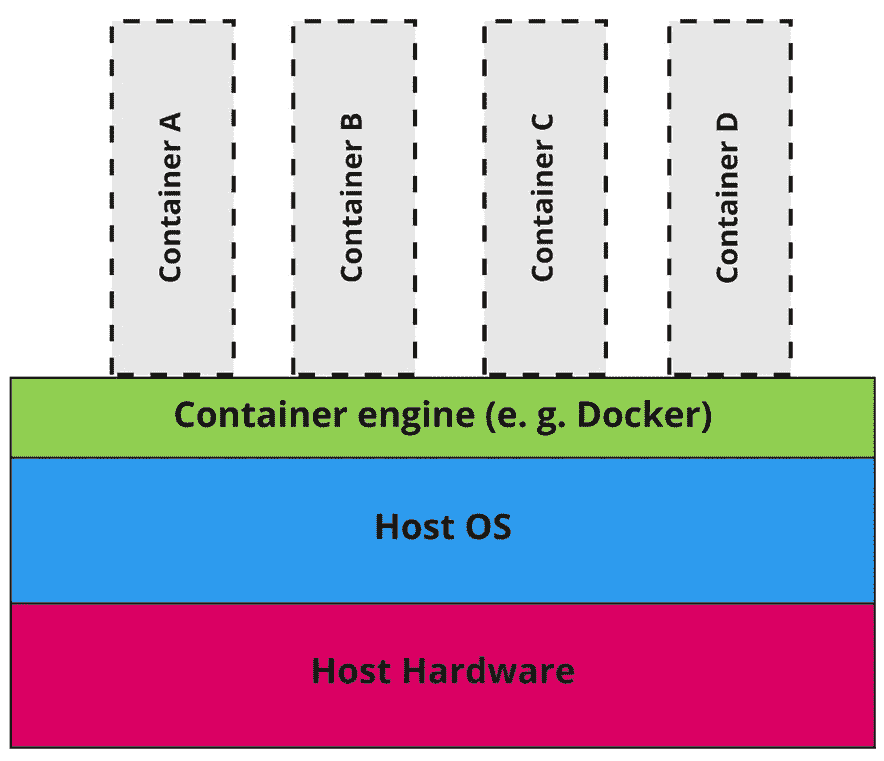 Container A
Container B
Container C
Container D
Container engine (e. g. Docker)
Host OS
Host Hardware